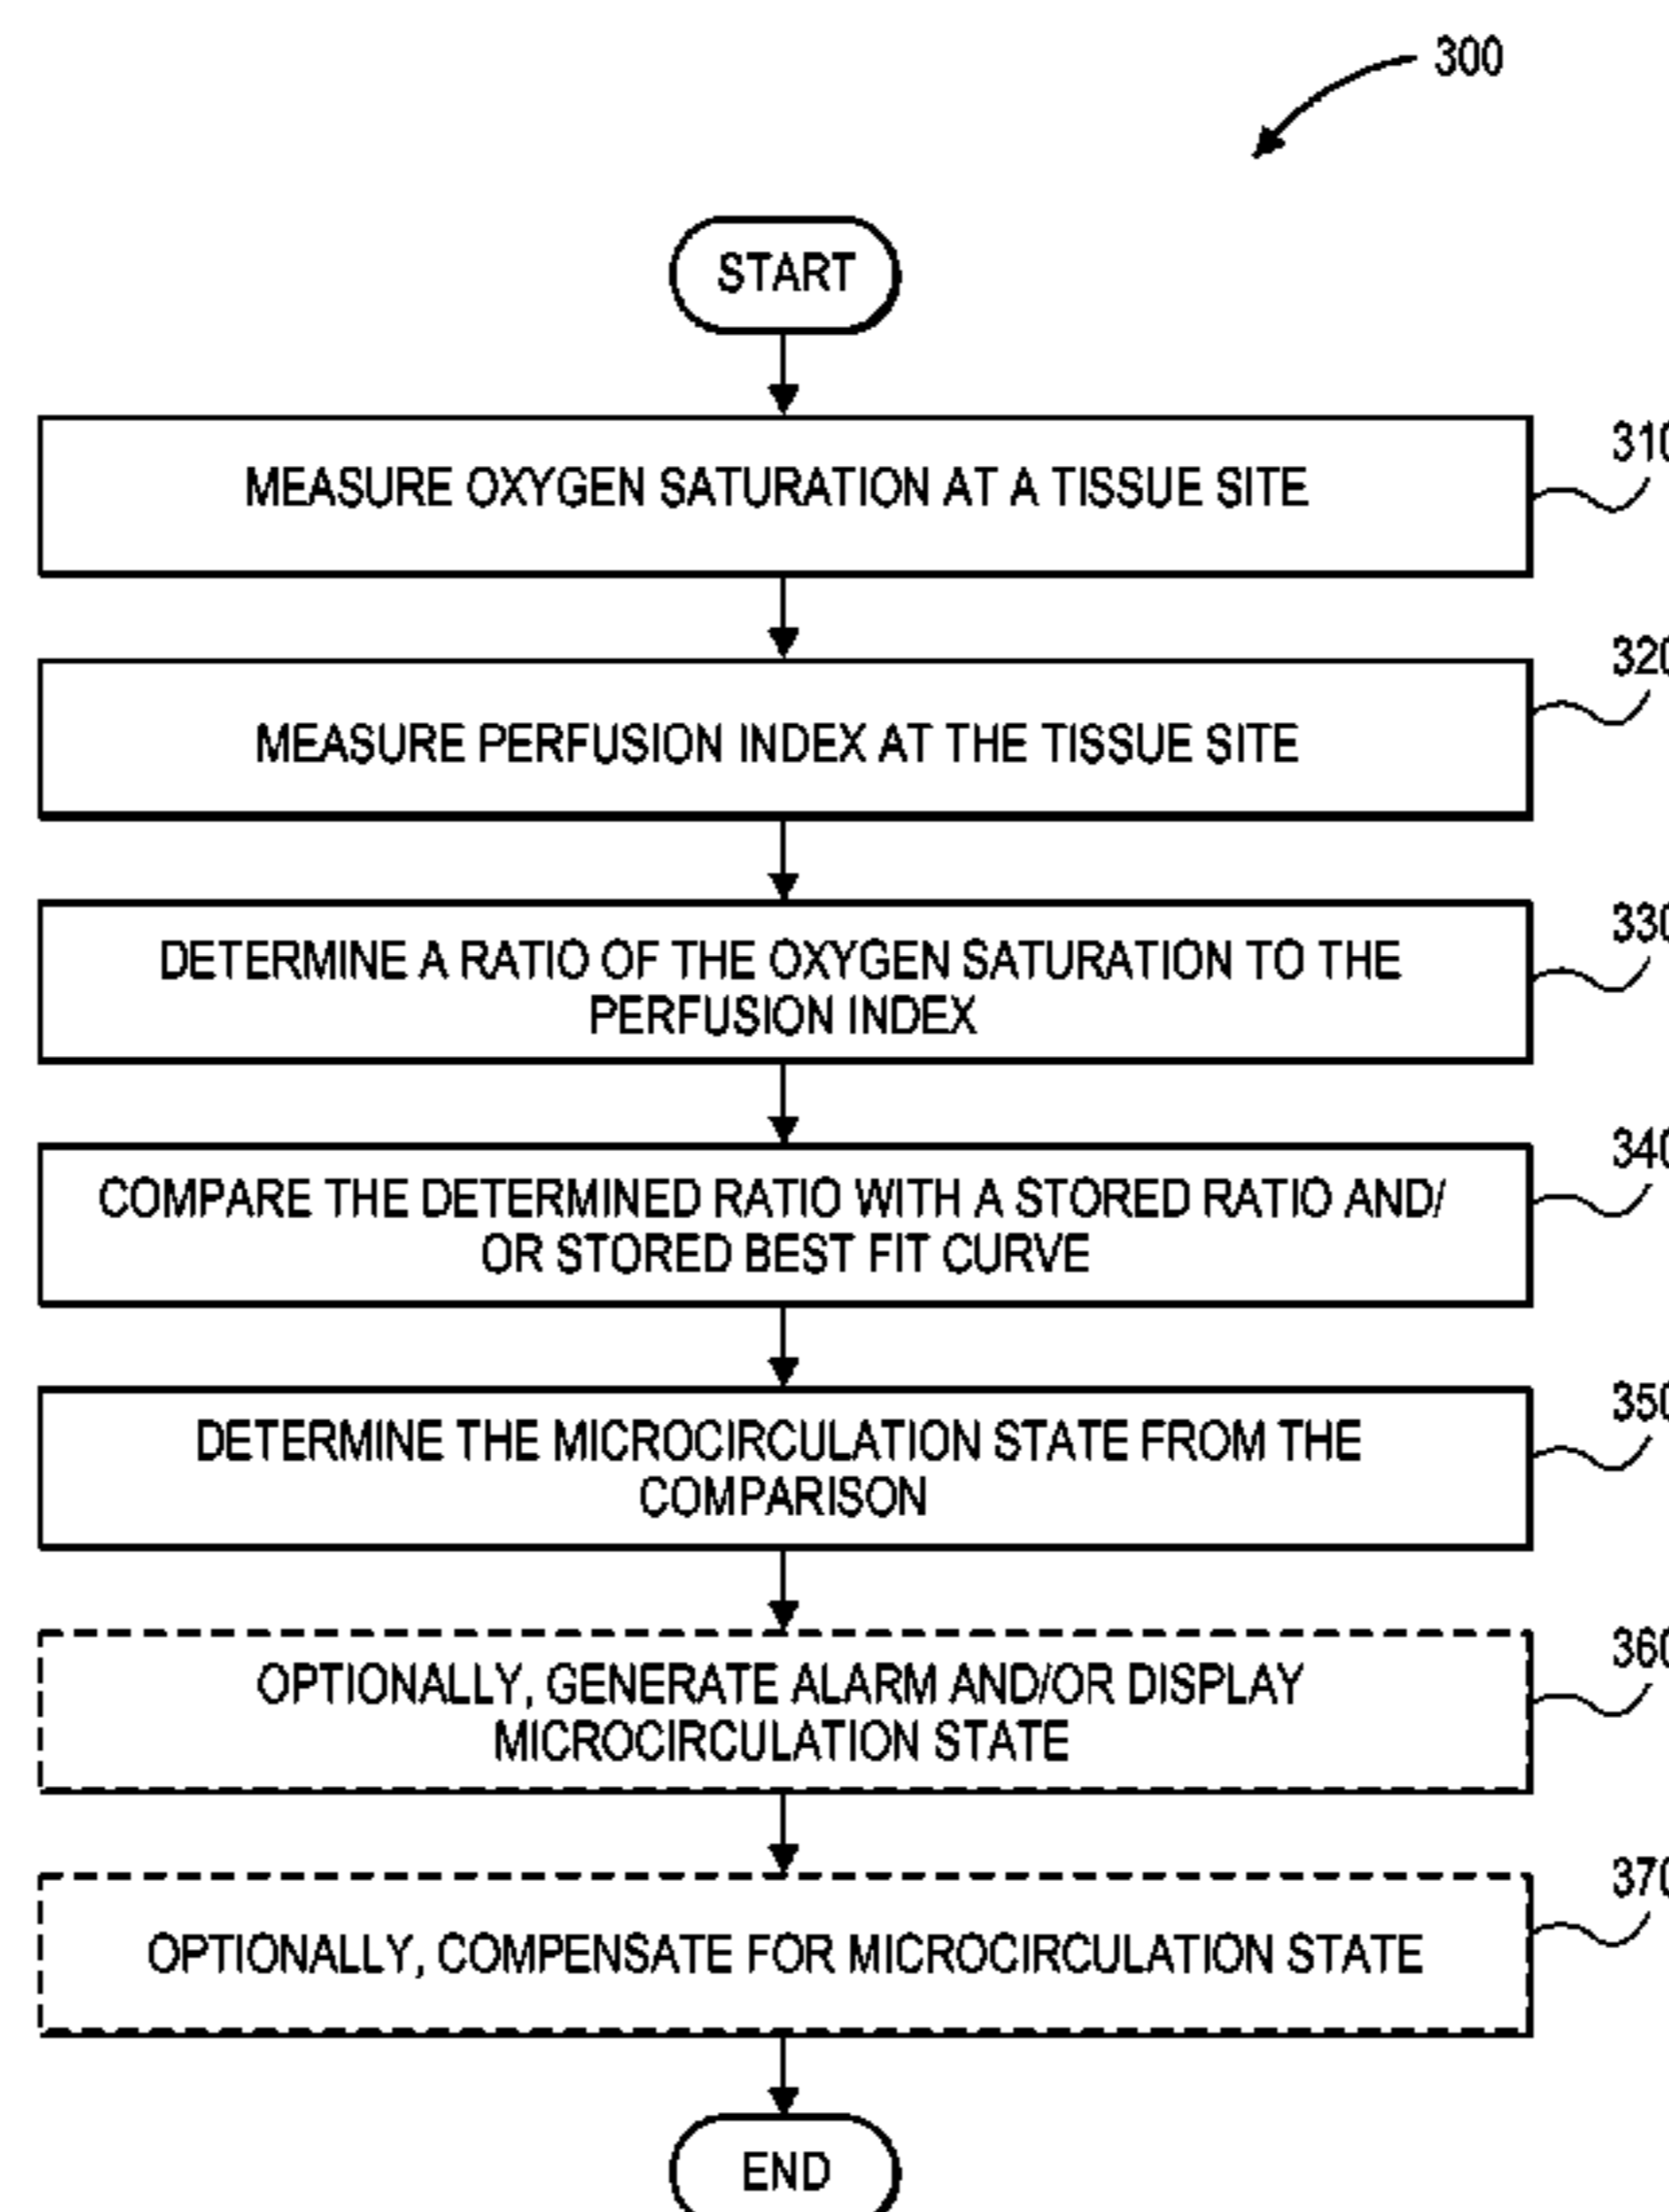 300
START
310
MEASURE OXYGEN SATURATION AT A TISSUE SITE
320
MEASURE PERFUSION INDEX AT THE TISSUE SITE
330
DETERMINE A RATIO OF THE OXYGEN SATURATION TO THE
PERFUSION INDEX
340
COMPARE THE DETERMINED RATIO WITH A STORED RATIO AND/
OR STORED BEST FIT CURVE
350
DETERMINE THE MICROCIRCULATION STATE FROM THE
COMPARISON
360
OPTIONALLY, GENERATE ALARM AND/OR DISPLAY
MICROCIRCULATION STATE
370
OPTIONALLY, COMPENSATE FOR MICROCIRCULATION STATE
END